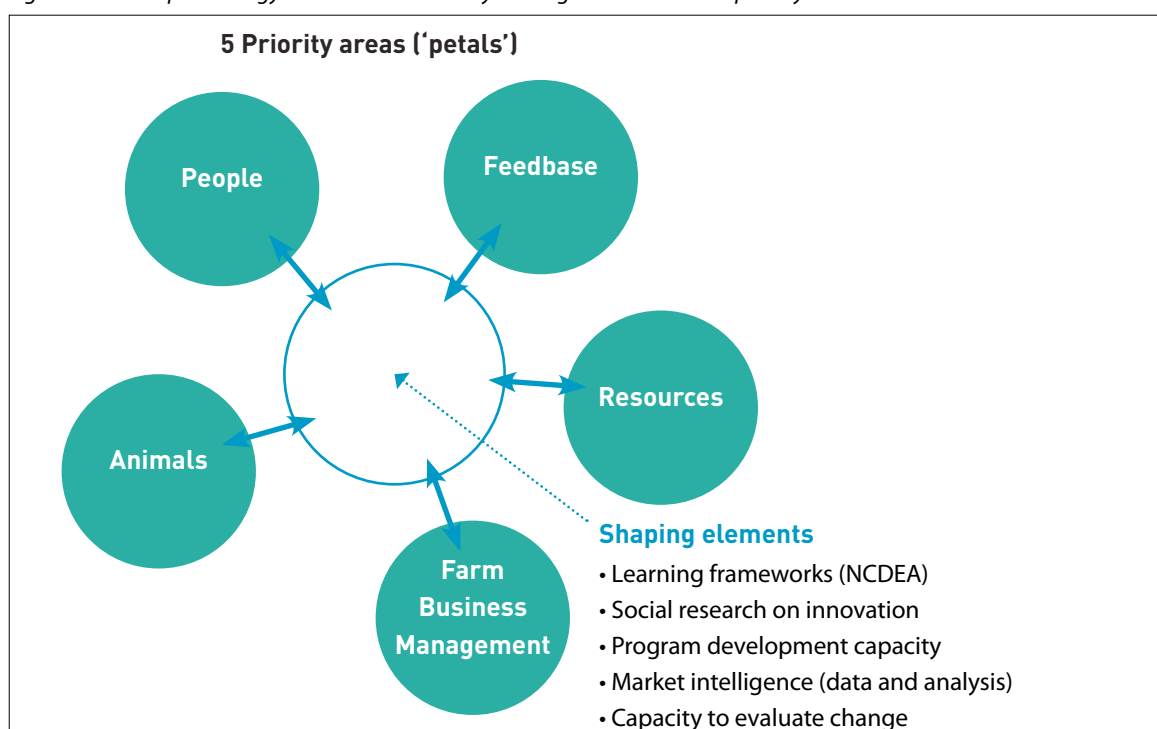 5 Priority areas (‘petals’)
People
Feedbase
Resources
Animals
Farm
Business
Management
Shaping elements
• Learning frameworks (NCDEA)
• Social research on innovation
• Program development capacity
• Market intelligence (data and analysis)
• Capacity to evaluate change